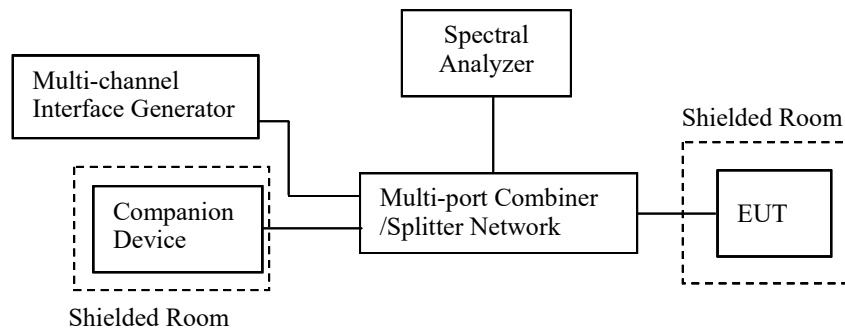 Spectral
Analyzer
Multi-channel
Interface Generator
Shielded Room
Companion
Device
Multi-port Combiner
/Splitter Network
EUT
Shielded Room